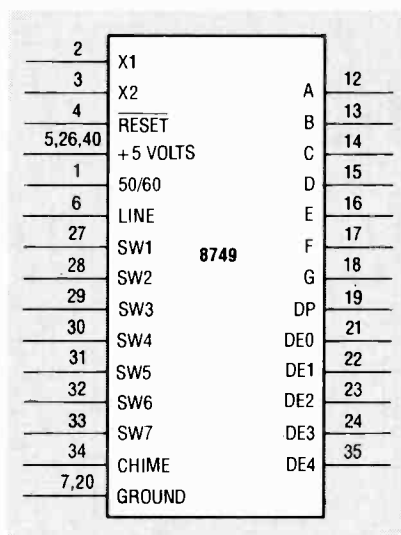 2 X1
3 X2 A 12
4 RESET B 13
5,26,40 +5 VOLTS C 14
1 50/60 D 15
6 LINE E 16
27 SW1 8749 F 17
28 SW2 G 18
29 SW3 DP 19
30 SW4 DE0 21
31 SW5 DE1 22
32 SW6 DE2 23
33 SW7 DE3 24
34 CHIME DE4 35
7,20 GROUND